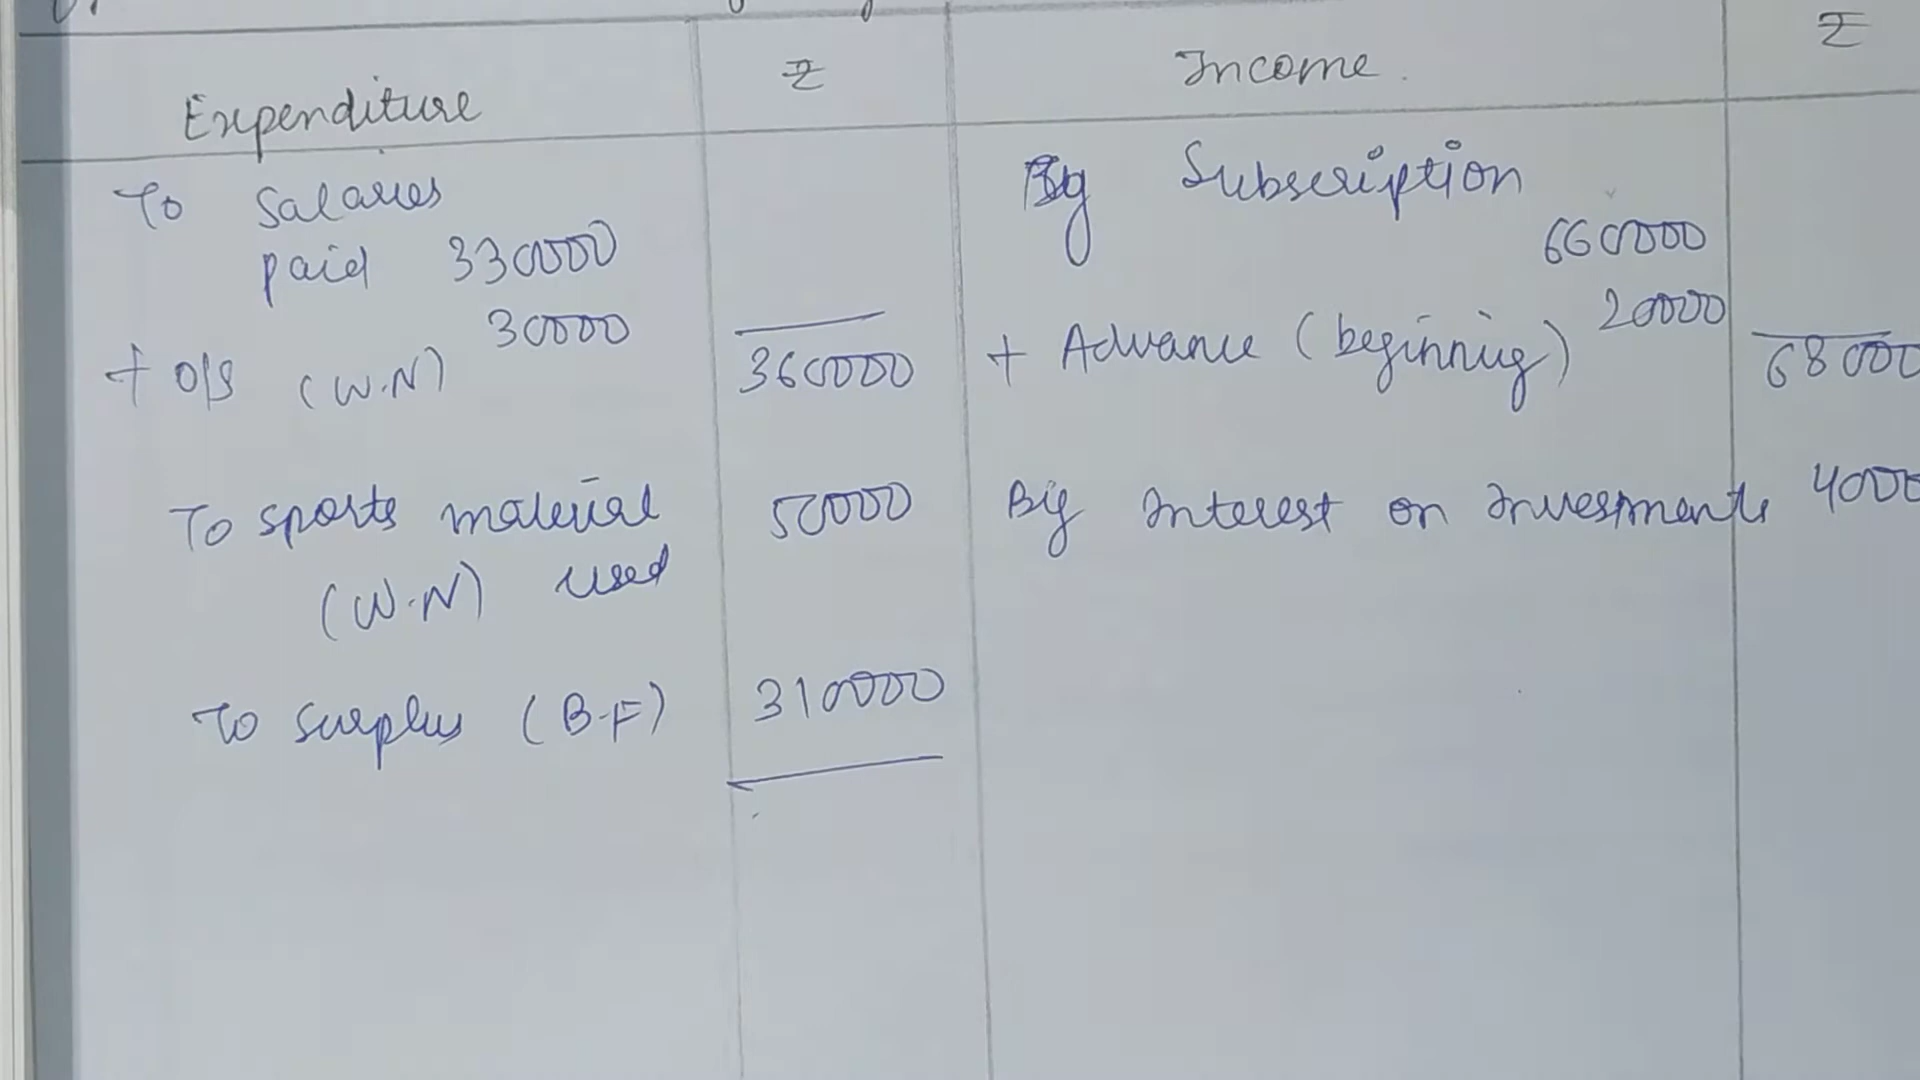 Expenditure ₹ Income. ₹
To Salaries By Subscription
paid 330000 660000
+ o/s (W.N) 30000 360000 + Advance (beginning) 20000 68000
To sports material 50000 By Interest on Invesments 4000
(W.N) used
To surplus (B.F) 310000